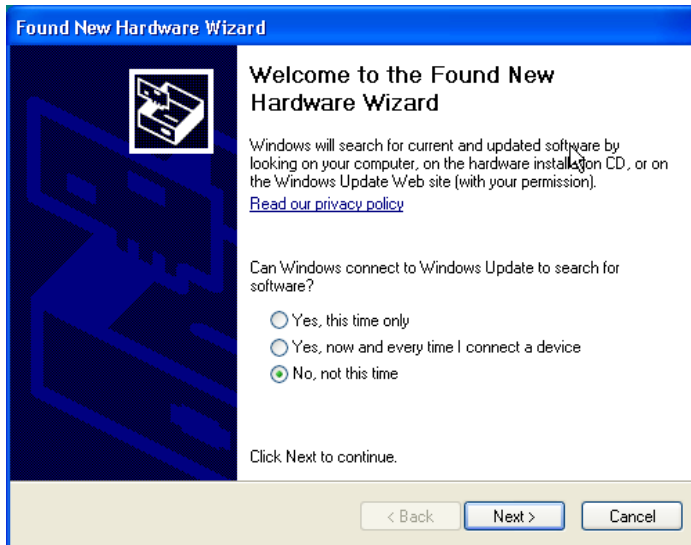 Found New Hardware Wizard
Welcome to the Found New
Hardware Wizard
Windows will search for current and updated software by
looking on your computer, on the hardware installation CD, or on
the Windows Update Web site (with your permission).
Read our privacy policy
Can Windows connect to Windows Update to search for
software?
Yes, this time only
Yes, now and every time I connect a device
No, not this time
Click Next to continue.
< Back Next > Cancel